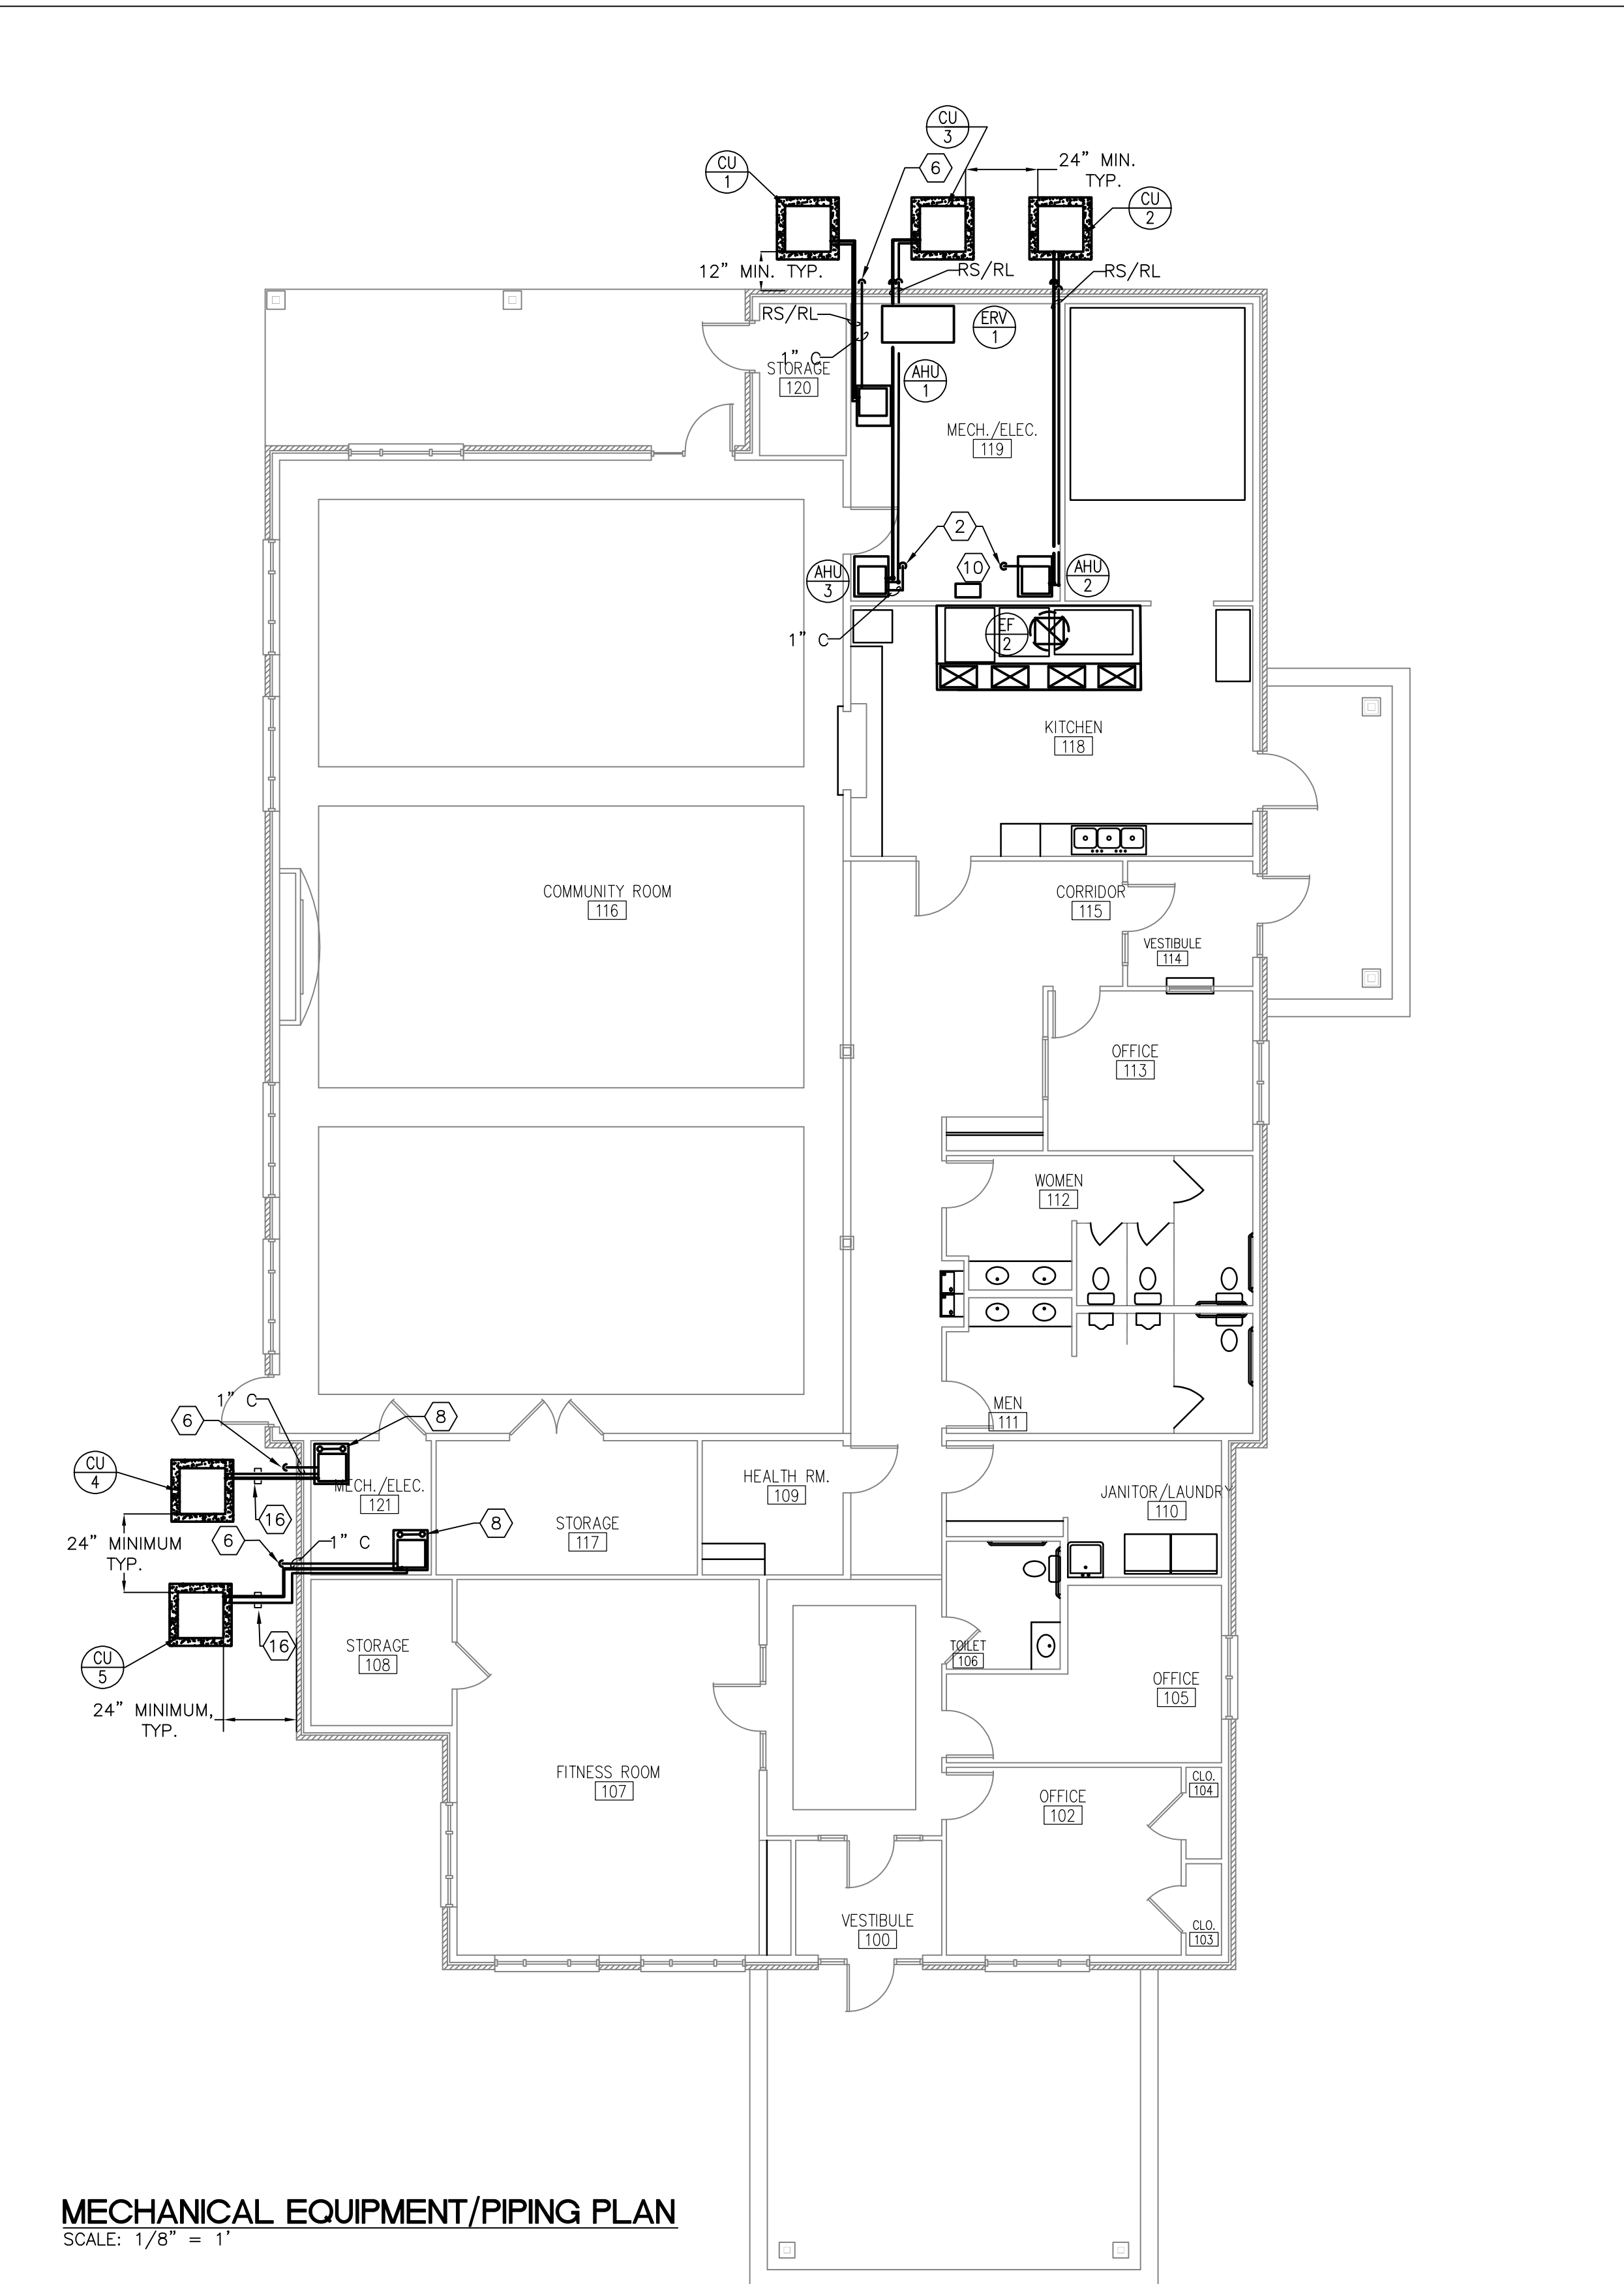 CU
3
CU
1
6
24" MIN.
TYP.
CU
2
12" MIN. TYP.
RS/RL
RS/RL
RS/RL
ERV
1
1" C
STORAGE
120
AHU
1
MECH./ELEC.
119
2
10
AHU
3
AHU
2
1" C
EF
2
KITCHEN
118
COMMUNITY ROOM
116
CORRIDOR
115
VESTIBULE
114
OFFICE
113
WOMEN
112
MEN
111
1" C
6
8
CU
4
MECH./ELEC.
121
HEALTH RM.
109
JANITOR/LAUNDRY
110
16
STORAGE
117
8
24" MINIMUM
TYP.
6
1" C
CU
5
16
STORAGE
108
TOILET
106
OFFICE
105
24" MINIMUM,
TYP.
FITNESS ROOM
107
OFFICE
102
CLO.
104
VESTIBULE
100
CLO.
103
MECHANICAL EQUIPMENT/PIPING PLAN
SCALE: 1/8" = 1'